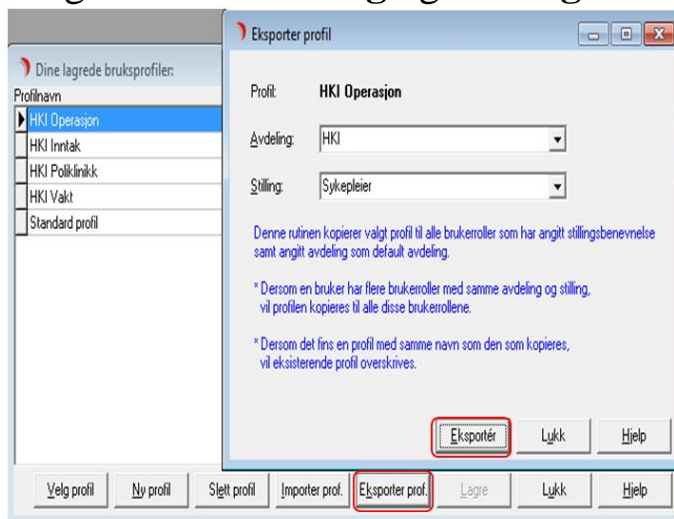 Eksporter profil
Dine lagrede bruksprofiler:
Profilnavn
HKI Operasjon
HKI Inntak
HKI Poliklinikk
HKI Vakt
Standard profil
Profil: HKI Operasjon
Avdeling: HKI
Stilling: Sykepleier
Denne rutinen kopierer valgt profil til alle brukerroller som har angitt stillingsbenevnelse
samt angitt avdeling som default avdeling.
* Dersom en bruker har flere brukerroller med samme avdeling og stilling,
vil profilen kopieres til alle disse brukerrollene.
* Dersom det fins en profil med samme navn som den som kopieres,
vil eksisterende profil overskrives.
Eksportér Lukk Hjelp
Velg profil Ny profil Slett profil Importer prof. Eksporter prof. Lagre Lukk Hjelp